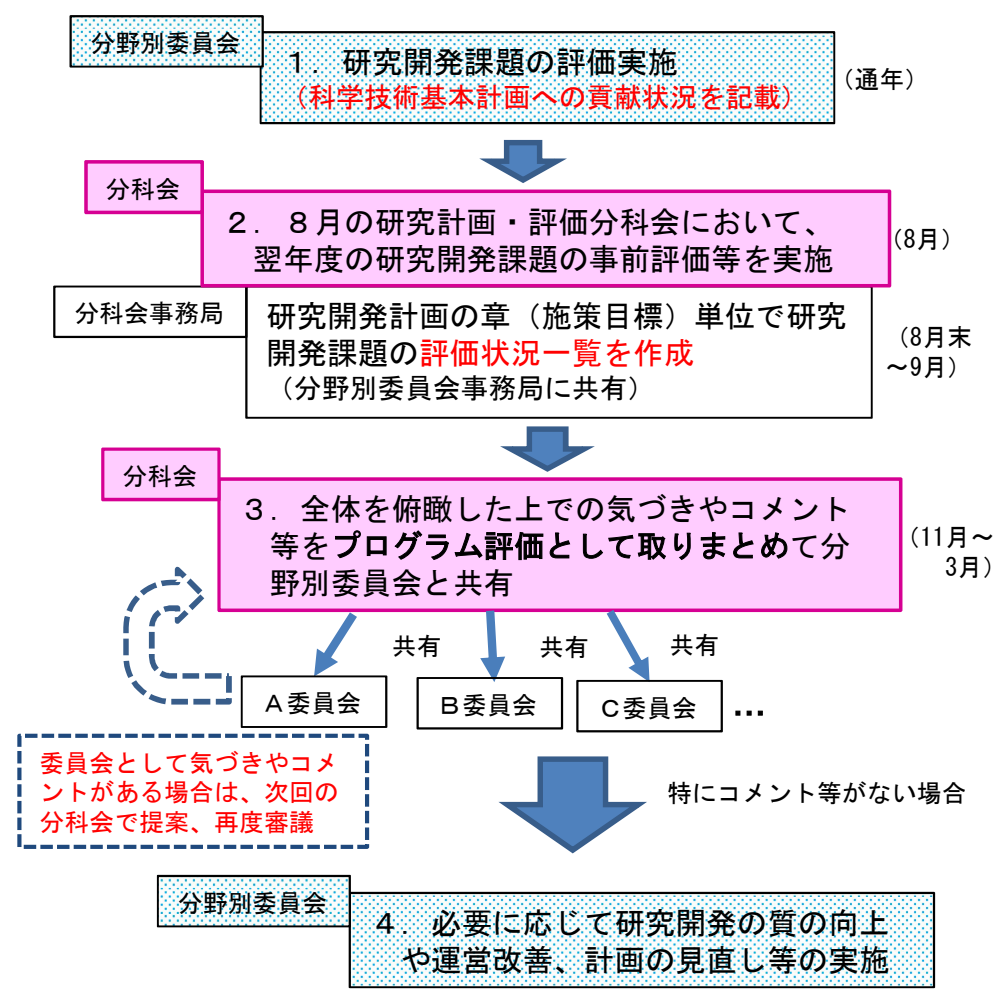 分野別委員会
１．研究開発課題の評価実施
（科学技術基本計画への貢献状況を記載）
（通年）
分科会
２．８月の研究計画・評価分科会において、
翌年度の研究開発課題の事前評価等を実施
（8月）
分科会事務局
研究開発計画の章（施策目標）単位で研究
開発課題の評価状況一覧を作成
（分野別委員会事務局に共有）
（8月末
～9月）
分科会
３．全体を俯瞰した上での気づきやコメント
等をプログラム評価として取りまとめて分
野別委員会と共有
（11月～
3月）
共有
共有
共有
Ａ委員会
Ｂ委員会
Ｃ委員会
…
委員会として気づきやコメ
ントがある場合は、次回の
分科会で提案、再度審議
特にコメント等がない場合
分野別委員会
４．必要に応じて研究開発の質の向上
や運営改善、計画の見直し等の実施